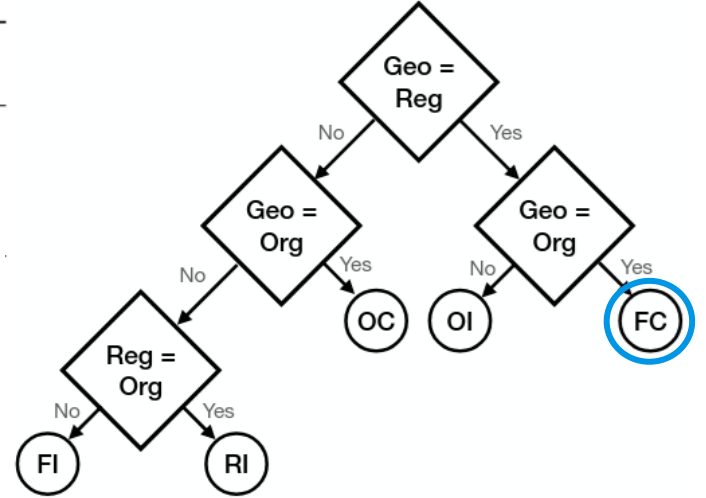 Geo =
Reg
No
Yes
Geo =
Org
Geo =
Org
No
Yes
No
Yes
OC
OI
FC
Reg =
Org
No
Yes
FI
RI